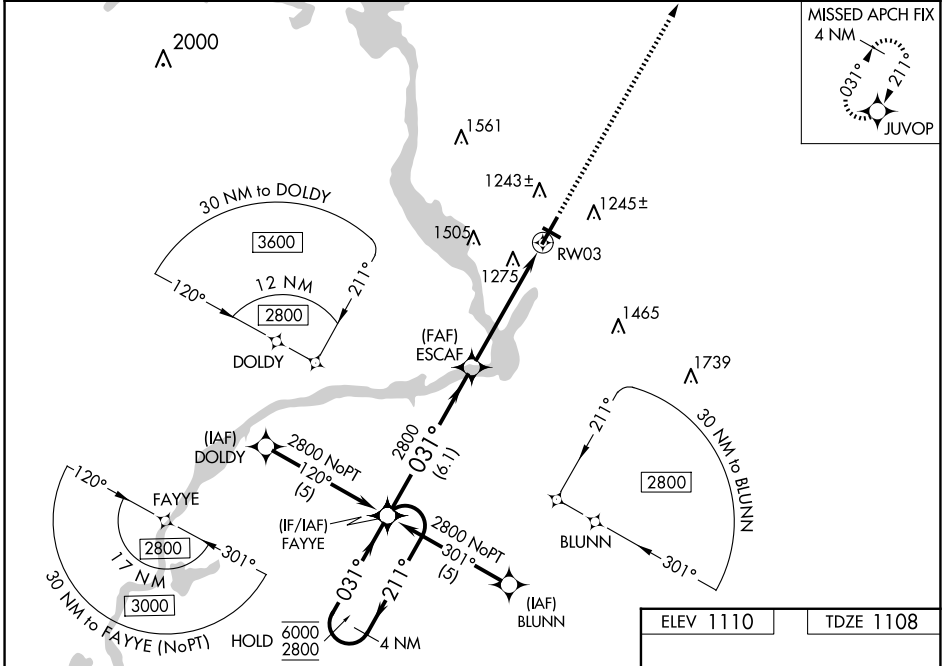 MISSED APCH FIX
4 NM
031°
211°
JUVOP
2000
1561
1243±
1245±
1505
1275
RW03
30 NM to DOLDY
3600
120°
211°
12 NM
2800
DOLDY
1465
1739
(FAF)
ESCAF
2800
031°
(6.1)
(IAF)
DOLDY
2800 NoPT
120°
(5)
211°
30 NM to BLUNN
2800
BLUNN
301°
120°
FAYYE
2800
17 NM
301°
3000
30 NM to FAYYE (NoPT)
(IF/IAF)
FAYYE
2800 NoPT
301°
(5)
(IAF)
BLUNN
031°
211°
HOLD
6000
2800
4 NM
ELEV 1110
TDZE 1108